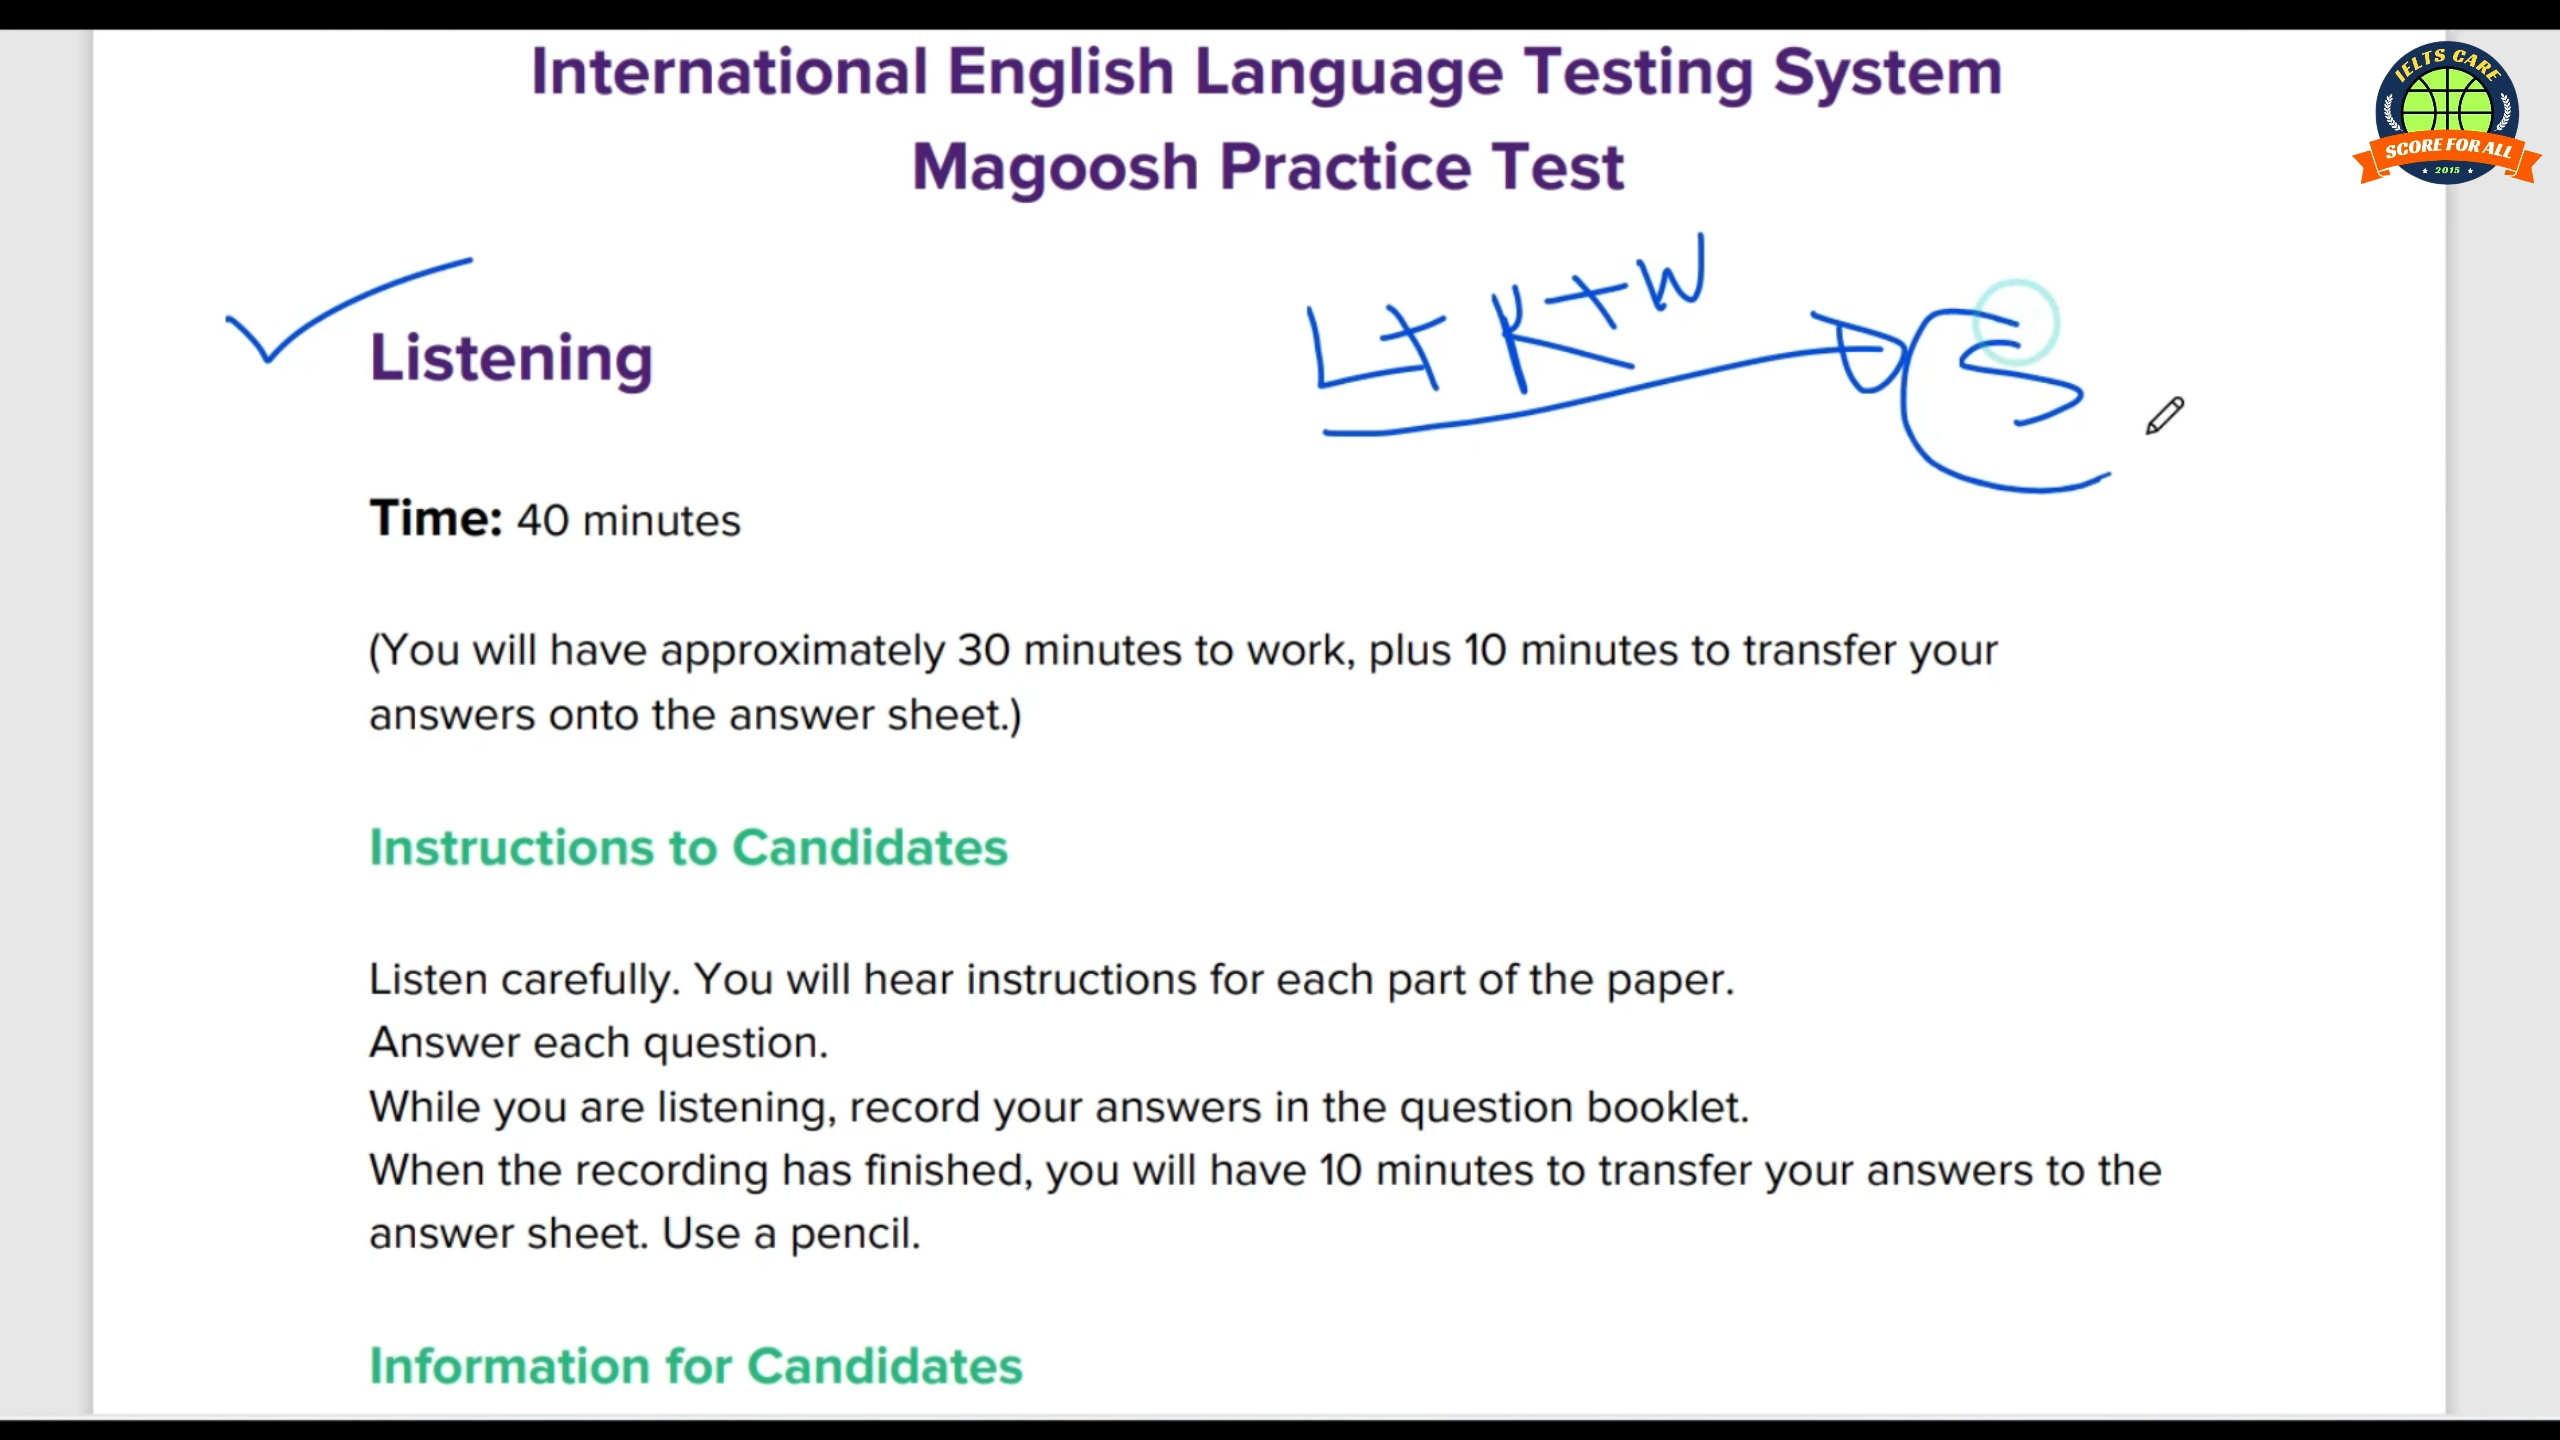 International English Language Testing System
Magoosh Practice Test
IELTS CARE
SCORE FOR ALL
2015
L+R+W
S
Listening
Time: 40 minutes
(You will have approximately 30 minutes to work, plus 10 minutes to transfer your
answers onto the answer sheet.)
Instructions to Candidates
Listen carefully. You will hear instructions for each part of the paper.
Answer each question.
While you are listening, record your answers in the question booklet.
When the recording has finished, you will have 10 minutes to transfer your answers to the
answer sheet. Use a pencil.
Information for Candidates